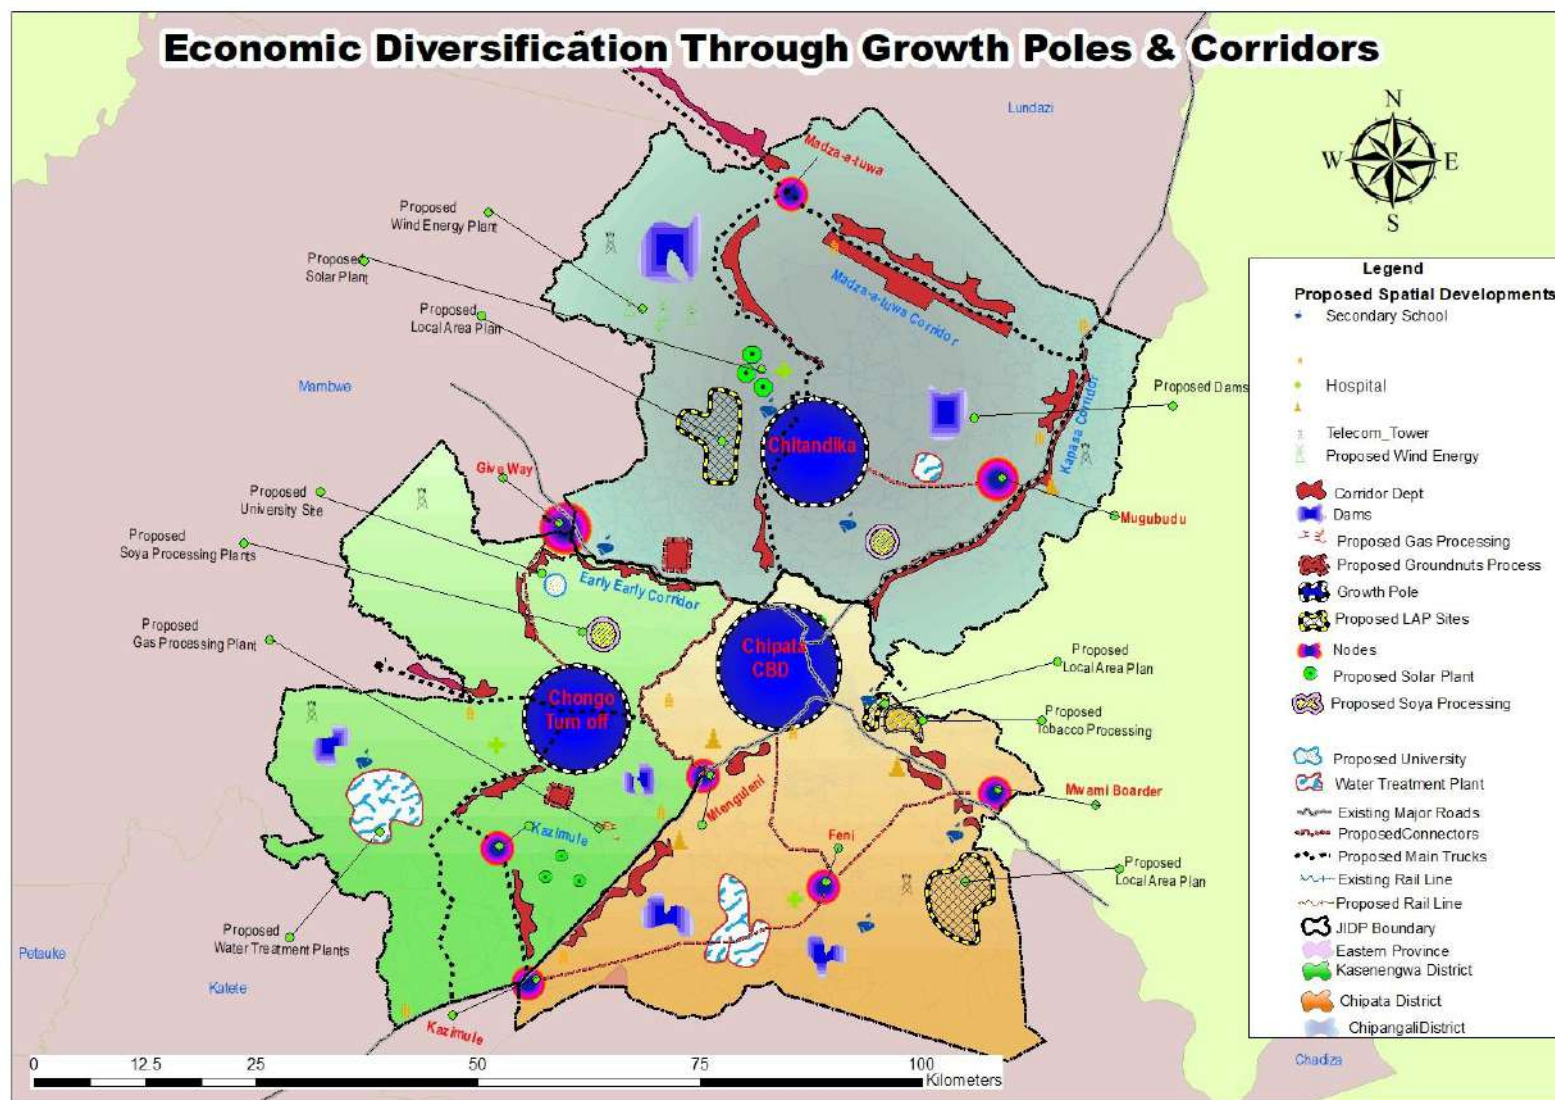 Economic Diversification Through Growth Poles & Corridors
Lundazi
N
W
E
S
Madza-a-tuwa
Proposed
Wind Energy Plant
Proposed
Solar Plant
Proposed
Local Area Plan
Madza-a-tuwa Corridor
Mambwe
Proposed Dams
Kapasa Corridor
Chitandika
Give Way
Proposed
University Site
Mugubudu
Proposed
Soya Processing Plants
Early Early Corridor
Proposed
Gas Processing Plant
Chipata
CBD
Proposed
Local Area Plan
Chongo
Turn off
Proposed
Tobacco Processing
Mtenguleni
Mwami Boarder
Kazimule
Feni
Proposed
Local Area Plan
Proposed
Water Treatment Plants
Petauke
Katete
Kazimule
Chadiza
0
12.5
25
50
75
100
Kilometers
Legend
Proposed Spatial Developments
Secondary School
Hospital
Telecom_Tower
Proposed Wind Energy
Corridor Dept
Dams
Proposed Gas Processing
Proposed Groundnuts Process
Growth Pole
Proposed LAP Sites
Nodes
Proposed Solar Plant
Proposed Soya Processing
Proposed University
Water Treatment Plant
Existing Major Roads
ProposedConnectors
Proposed Main Trucks
Existing Rail Line
Proposed Rail Line
JIDP Boundary
Eastern Province
Kasenengwa District
Chipata District
ChipangaliDistrict